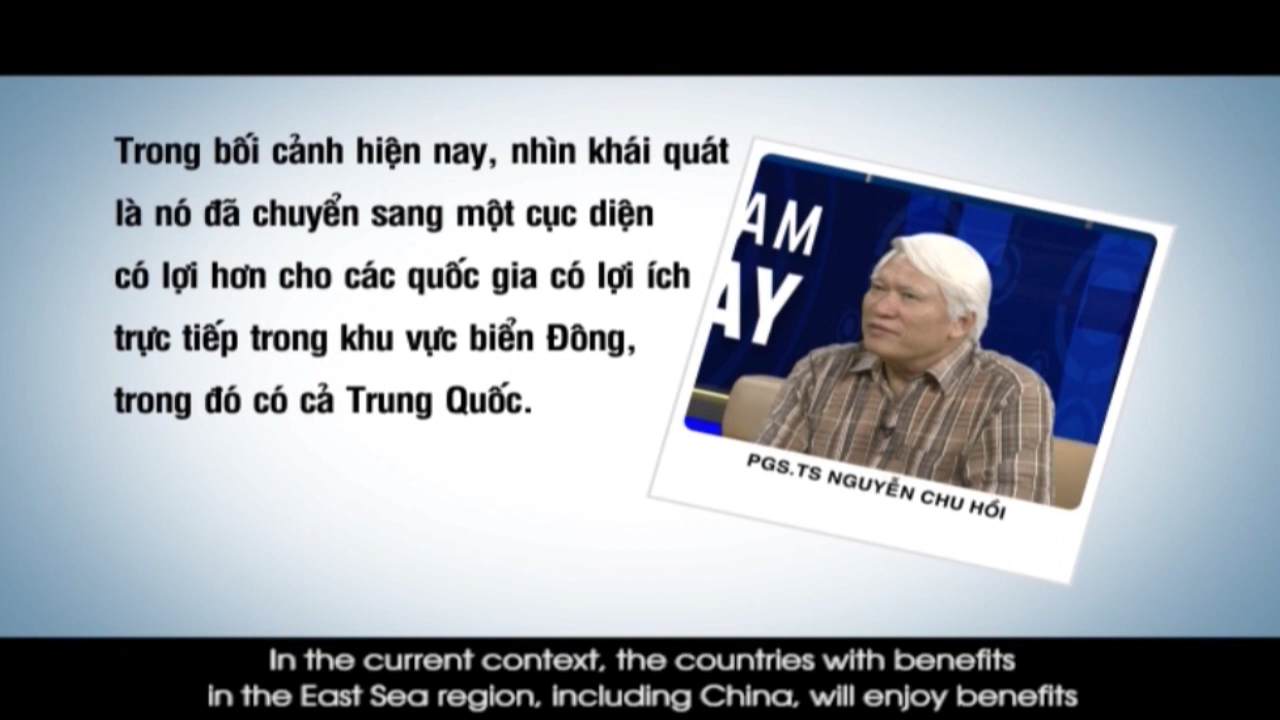 Trong bối cảnh hiện nay, nhìn khái quát
là nó đã chuyển sang một cục diện
có lợi hơn cho các quốc gia có lợi ích
trực tiếp trong khu vực biển Đông,
trong đó có cả Trung Quốc.
AM
AY
PGS.TS NGUYỄN CHU HỒI
In the current context, the countries with benefits
in the East Sea region, including China, will enjoy benefits